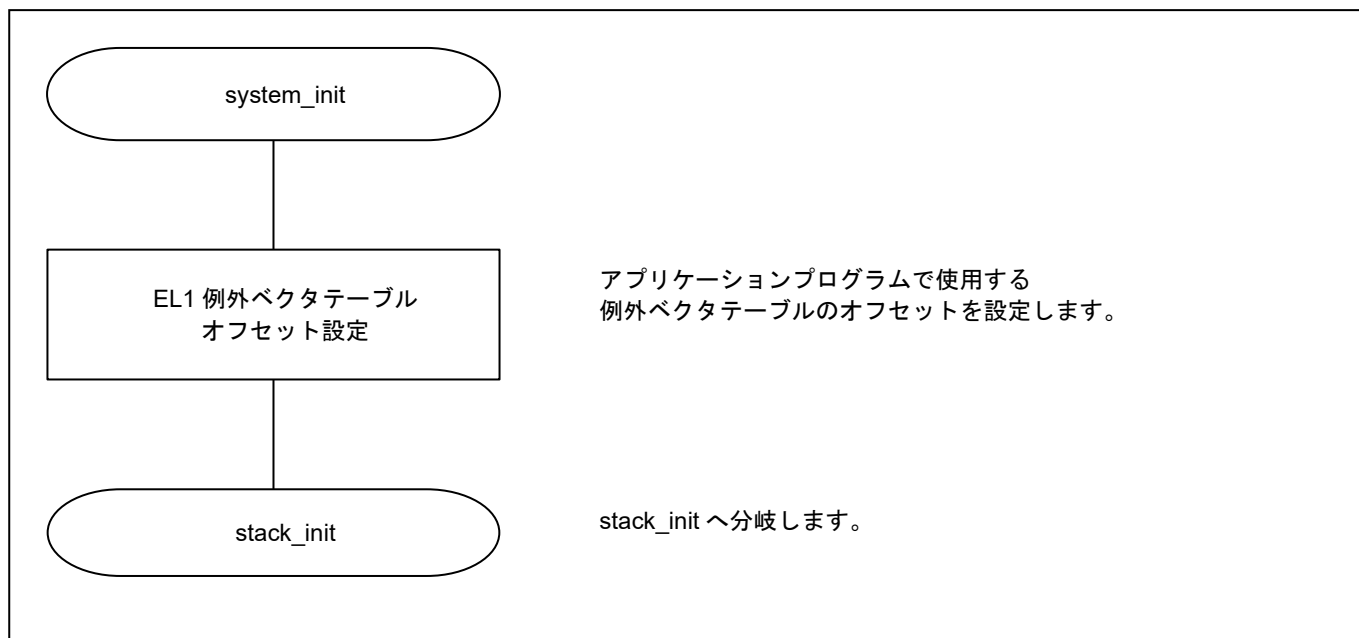 system_init
EL1 例外ベクタテーブル
オフセット設定
アプリケーションプログラムで使用する
例外ベクタテーブルのオフセットを設定します。
stack_init
stack_init へ分岐します。